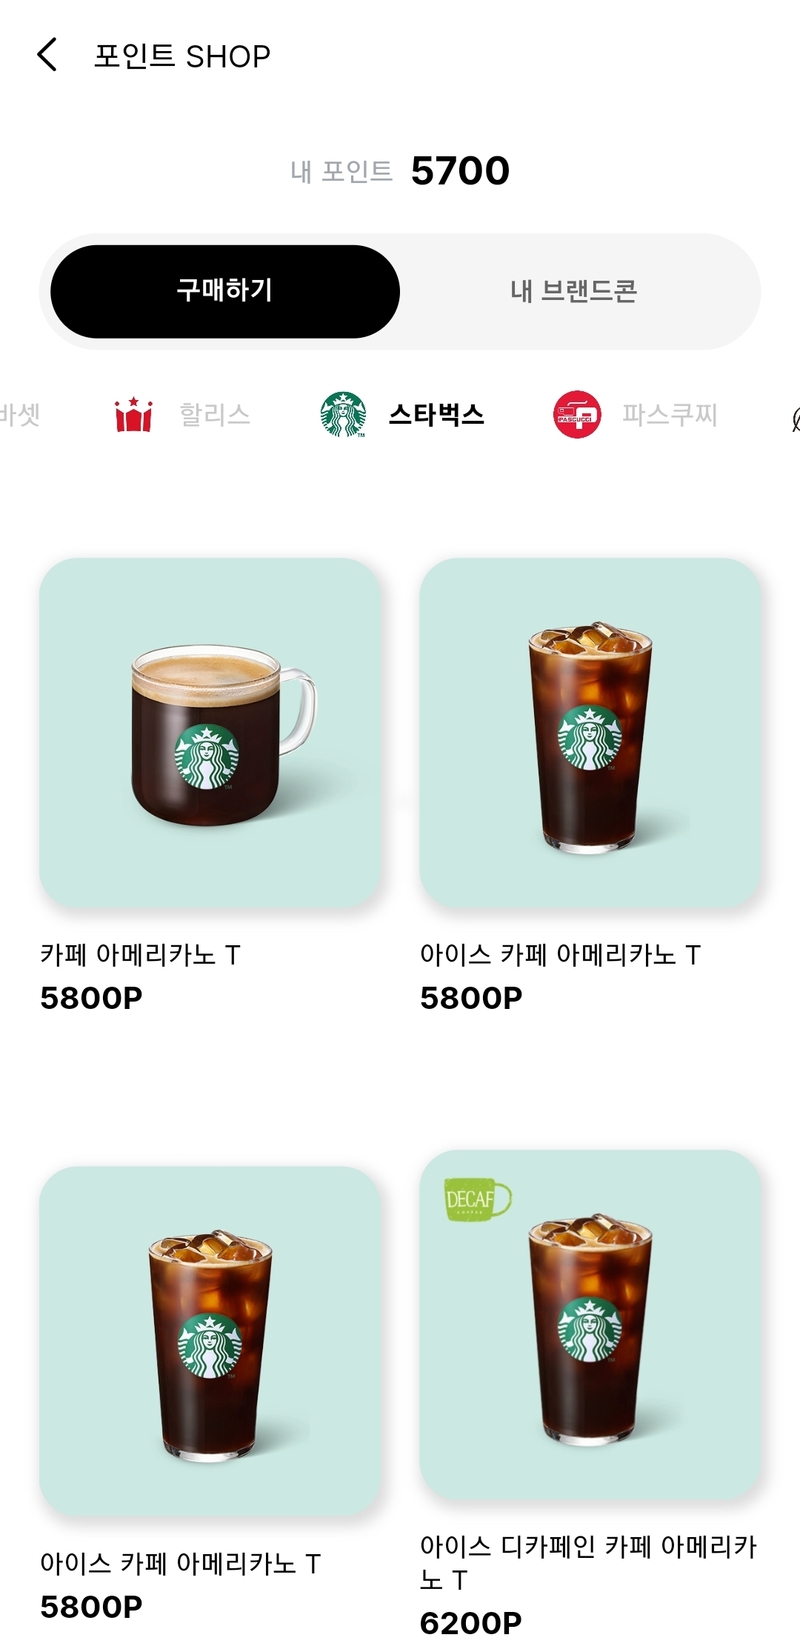 포인트 SHOP
내 포인트 5700
구매하기 내 브랜드콘
바셋 할리스 스타벅스 PASCUCCI 파스쿠찌
카페 아메리카노 T
5800P
아이스 카페 아메리카노 T
5800P
아이스 카페 아메리카노 T
5800P
DECAF
COFFEE
아이스 디카페인 카페 아메리카
노 T
6200P